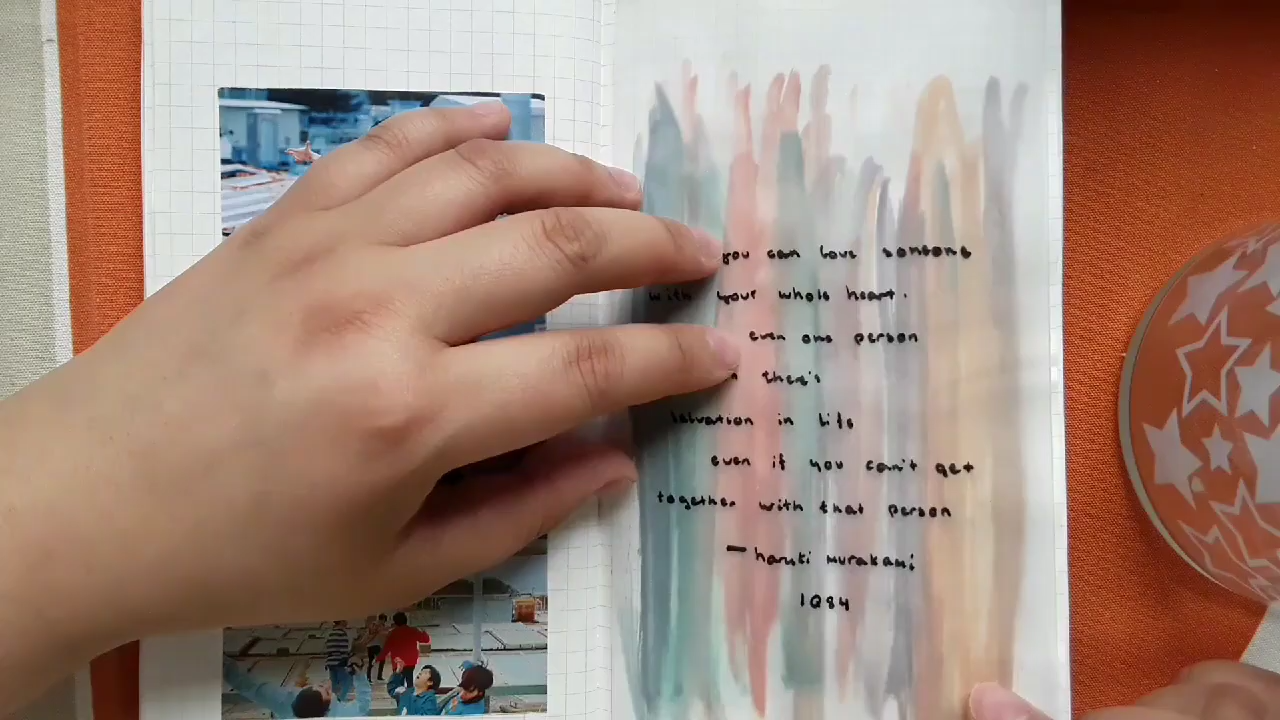 you can love someone
with your whole heart.
even one person
there's
salvation in life
even if you can't get
together with that person
— haruki murakami
1Q84